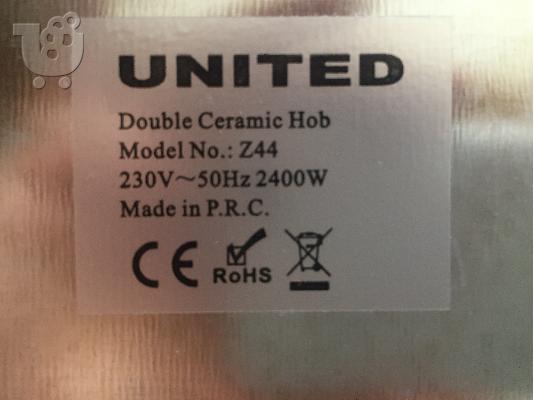 UNITED
Double Ceramic Hob
Model No.: Z44
230V～50Hz 2400W
Made in P.R.C.
CE RoHS